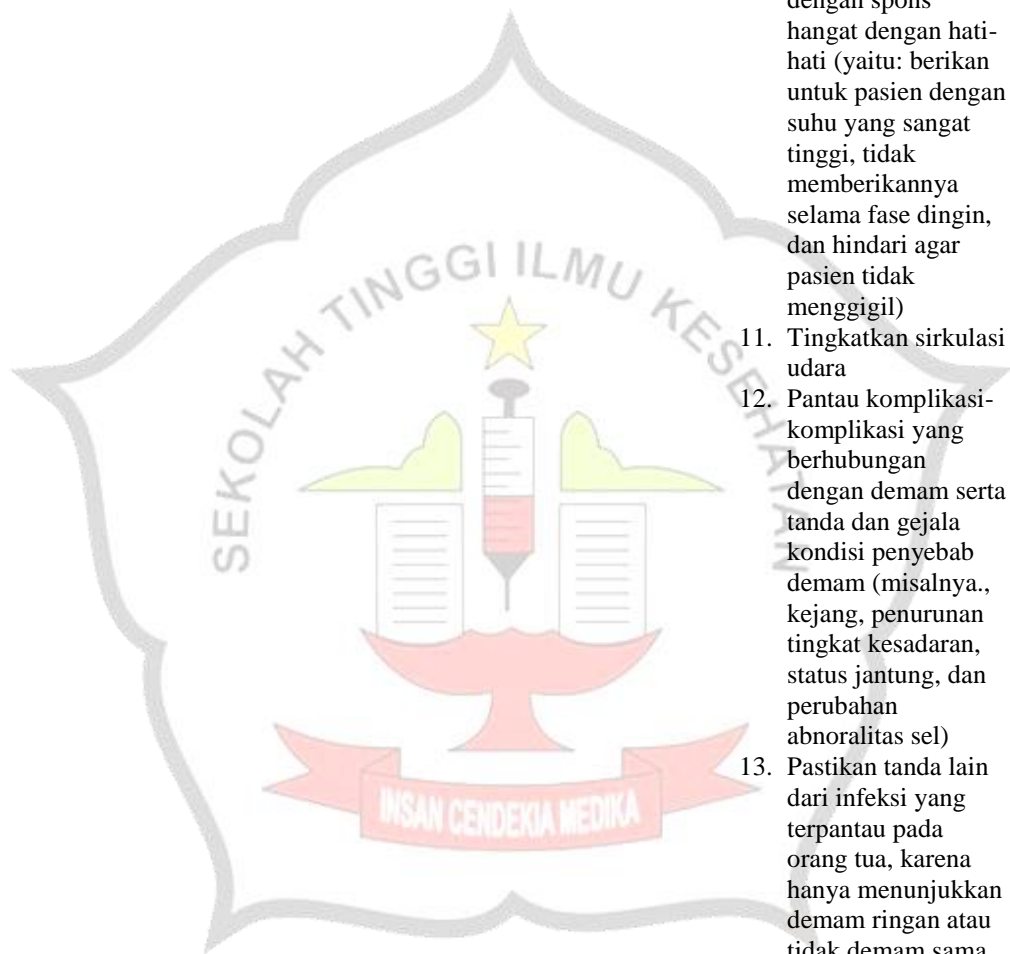 dengan spons
hangat dengan hati-
hati (yaitu: berikan
untuk pasien dengan
suhu yang sangat
tinggi, tidak
memberikannya
selama fase dingin,
dan hindari agar
pasien tidak
menggigil)
11. Tingkatkan sirkulasi
udara
12. Pantau komplikasi-
komplikasi yang
berhubungan
dengan demam serta
tanda dan gejala
kondisi penyebab
demam (misalnya.,
kejang, penurunan
tingkat kesadaran,
status jantung, dan
perubahan
abnoralitas sel)
13. Pastikan tanda lain
dari infeksi yang
terpantau pada
orang tua, karena
hanya menunjukkan
demam ringan atau
tidak demam sama
SEKOLAH TINGGI ILMU KESEHATAN
INSAN CENDEKIA MEDIKA